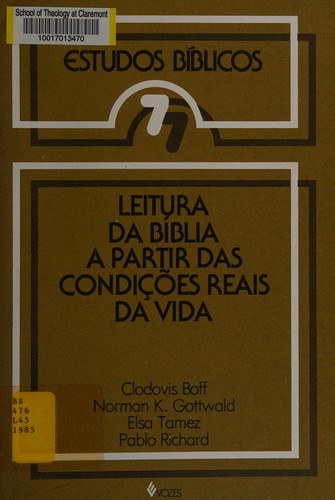 School of Theology at Claremont
10017013470
ESTUDOS BÍBLICOS
7
LEITURA
DA BÍBLIA
A PARTIR DAS
CONDIÇÕES REAIS
DA VIDA
Clodovis Boff
Norman K. Gottwald
Elsa Tamez
Pablo Richard
BS
476
L45
1985
VOZES